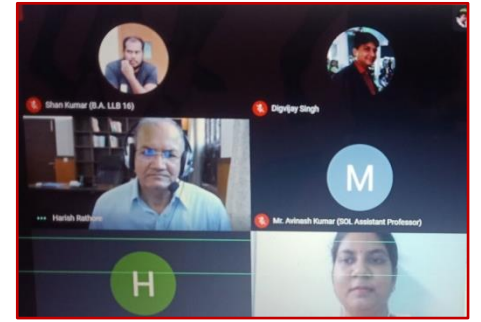 Shan Kumar (B.A. LLB 16)
Digvijay Singh
Harish Rathore
M
Mr. Avinash Kumar (SOL Assistant Professor)
H